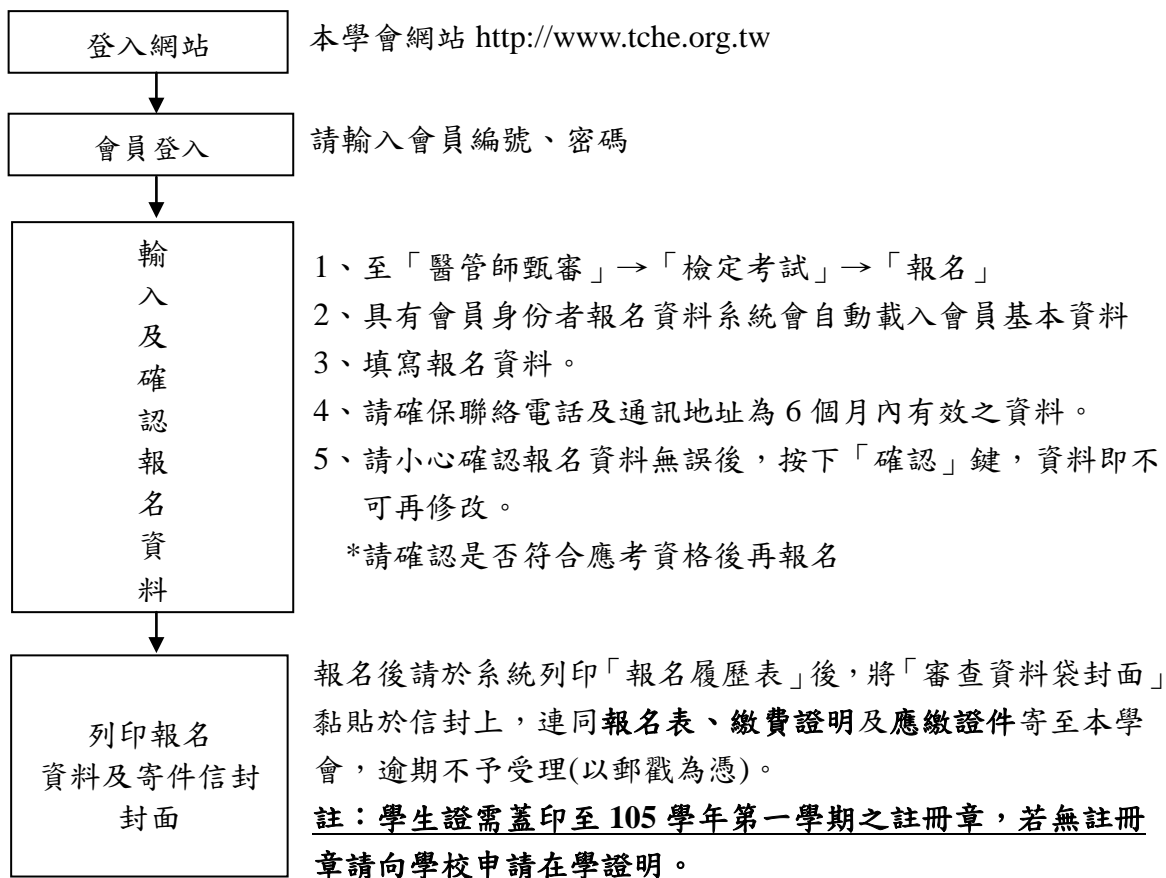 登入網站
本學會網站 http://www.tche.org.tw
會員登入
請輸入會員編號、密碼
輸
入
及
確
認
報
名
資
料
1、至「醫管師甄審」→「檢定考試」→「報名」
2、具有會員身份者報名資料系統會自動載入會員基本資料
3、填寫報名資料。
4、請確保聯絡電話及通訊地址為 6 個月內有效之資料。
5、請小心確認報名資料無誤後，按下「確認」鍵，資料即不
可再修改。
*請確認是否符合應考資格後再報名
列印報名
資料及寄件信封
封面
報名後請於系統列印「報名履歷表」後，將「審查資料袋封面」
黏貼於信封上，連同報名表、繳費證明及應繳證件寄至本學
會，逾期不予受理(以郵戳為憑)。
註：學生證需蓋印至 105 學年第一學期之註冊章，若無註冊
章請向學校申請在學證明。